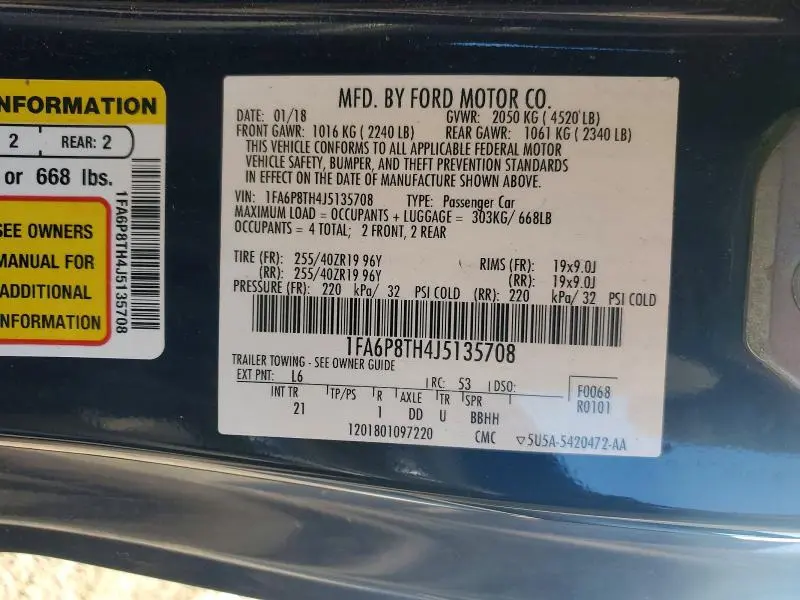 NFORMATION
2 REAR: 2
or 668 lbs.
SEE OWNERS
MANUAL FOR
ADDITIONAL
NFORMATION
1FA6P8TH4J5135708
MFD. BY FORD MOTOR CO.
DATE: 01/18 GVWR: 2050 KG ( 4520 LB)
FRONT GAWR: 1016 KG ( 2240 LB) REAR GAWR: 1061 KG ( 2340 LB)
THIS VEHICLE CONFORMS TO ALL APPLICABLE FEDERAL MOTOR
VEHICLE SAFETY, BUMPER, AND THEFT PREVENTION STANDARDS
IN EFFECT ON THE DATE OF MANUFACTURE SHOWN ABOVE.
VIN: 1FA6P8TH4J5135708 TYPE: Passenger Car
MAXIMUM LOAD = OCCUPANTS + LUGGAGE = 303KG/ 668LB
OCCUPANTS = 4 TOTAL; 2 FRONT, 2 REAR
TIRE (FR): 255/40ZR19 96Y RIMS (FR): 19x9.0J
(RR): 255/40ZR19 96Y (RR): 19x9.0J
PRESSURE (FR): 220 kPa/ 32 PSI COLD (RR): 220 kPa/ 32 PSI COLD
1FA6P8TH4J5135708
TRAILER TOWING - SEE OWNER GUIDE
EXT PNT: L6 RC: 53 DSO:
F0068
R0101
INT TR TP/PS R AXLE TR SPR
21 1 DD U BBHH
1201801097220 CMC ▽5U5A-5420472-AA